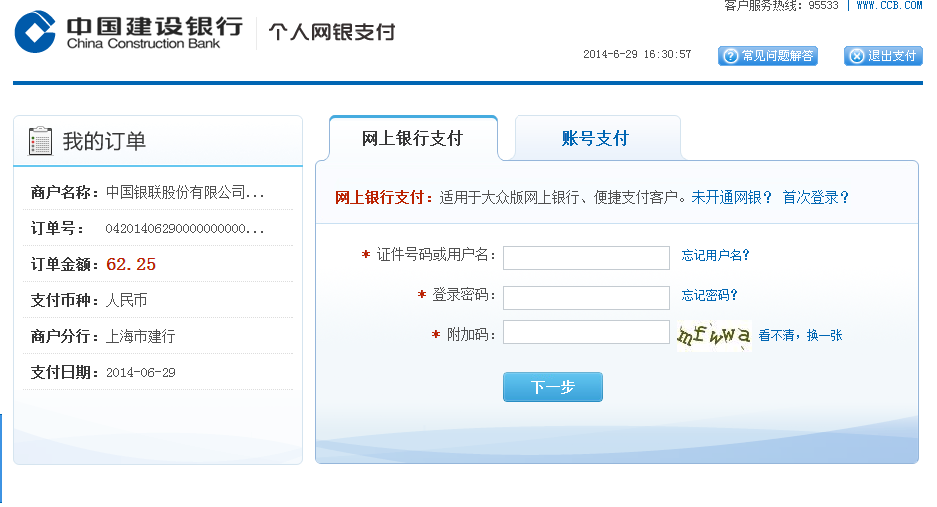 客户服务热线：95533 | WWW.CCB.COM
中国建设银行
China Construction Bank
个人网银支付
2014-6-29 16:30:57
常见问题解答
退出支付
我的订单
商户名称：中国银联股份有限公司...
订单号： 04201406290000000000...
订单金额：62.25
支付币种：人民币
商户分行：上海市建行
支付日期：2014-06-29
网上银行支付
账号支付
网上银行支付：适用于大众版网上银行、便捷支付客户。未开通网银？ 首次登录？
* 证件号码或用户名： 忘记用户名？
* 登录密码： 忘记密码？
* 附加码： mfwwa 看不清，换一张
下一步